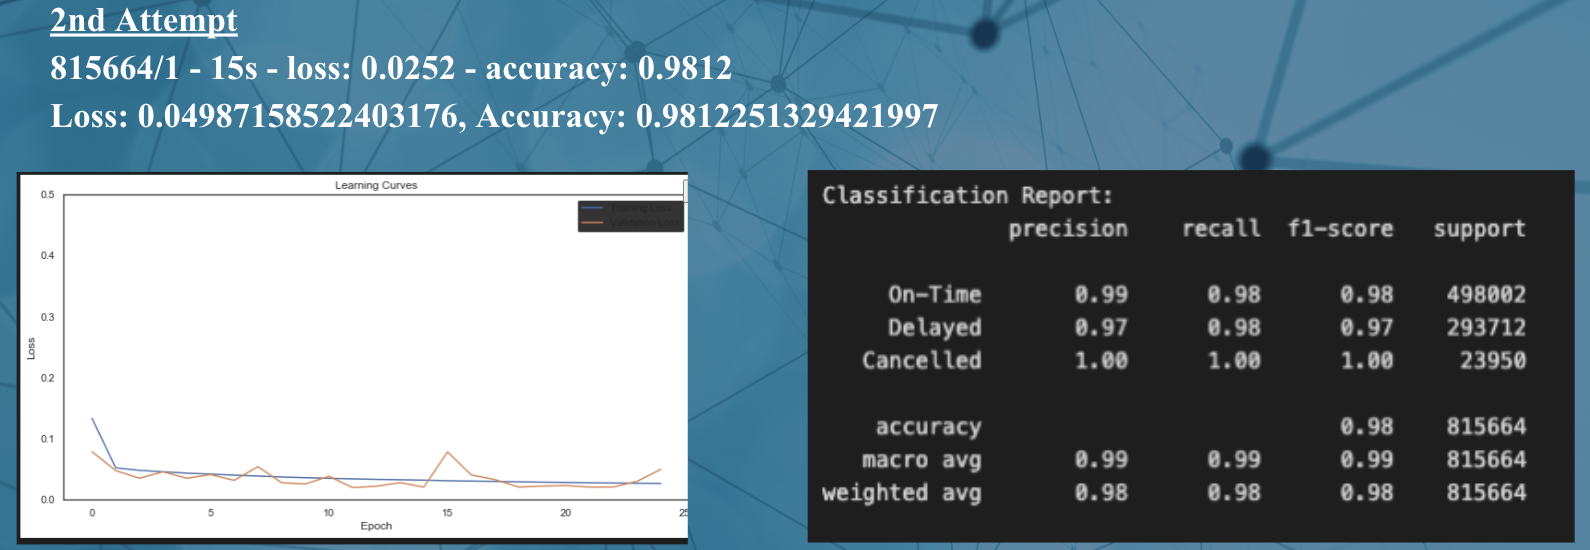 2nd Attempt
815664/1 - 15s - loss: 0.0252 - accuracy: 0.9812
Loss: 0.04987158522403176, Accuracy: 0.9812251329421997
Learning Curves
0.5
0.4
0.3
0.2
0.1
0.0
Loss
Training Loss
Validation Loss
0 5 10 15 20 25
Epoch
Classification Report:
precision recall f1-score support
On-Time 0.99 0.98 0.98 498002
Delayed 0.97 0.98 0.97 293712
Cancelled 1.00 1.00 1.00 23950
accuracy 0.98 815664
macro avg 0.99 0.99 0.99 815664
weighted avg 0.98 0.98 0.98 815664